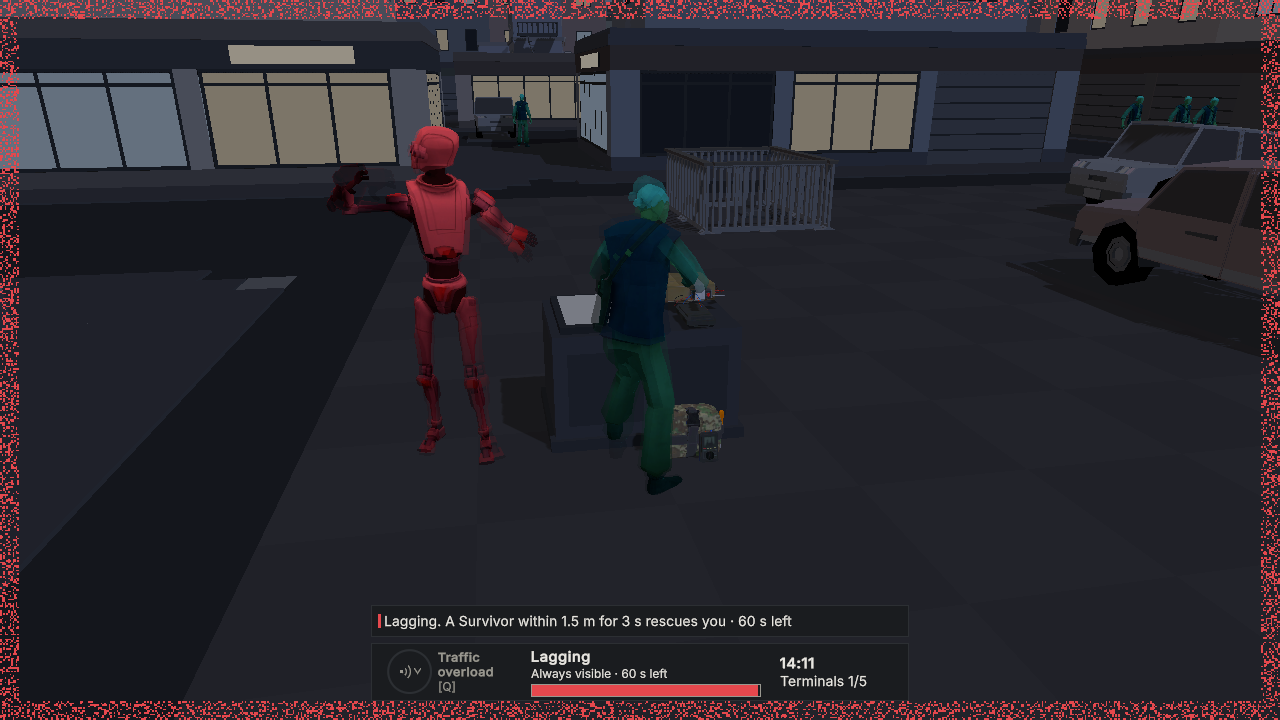 Lagging. A Survivor within 1.5 m for 3 s rescues you · 60 s left
Traffic
overload
[Q]
Lagging
Always visible · 60 s left
14:11
Terminals 1/5